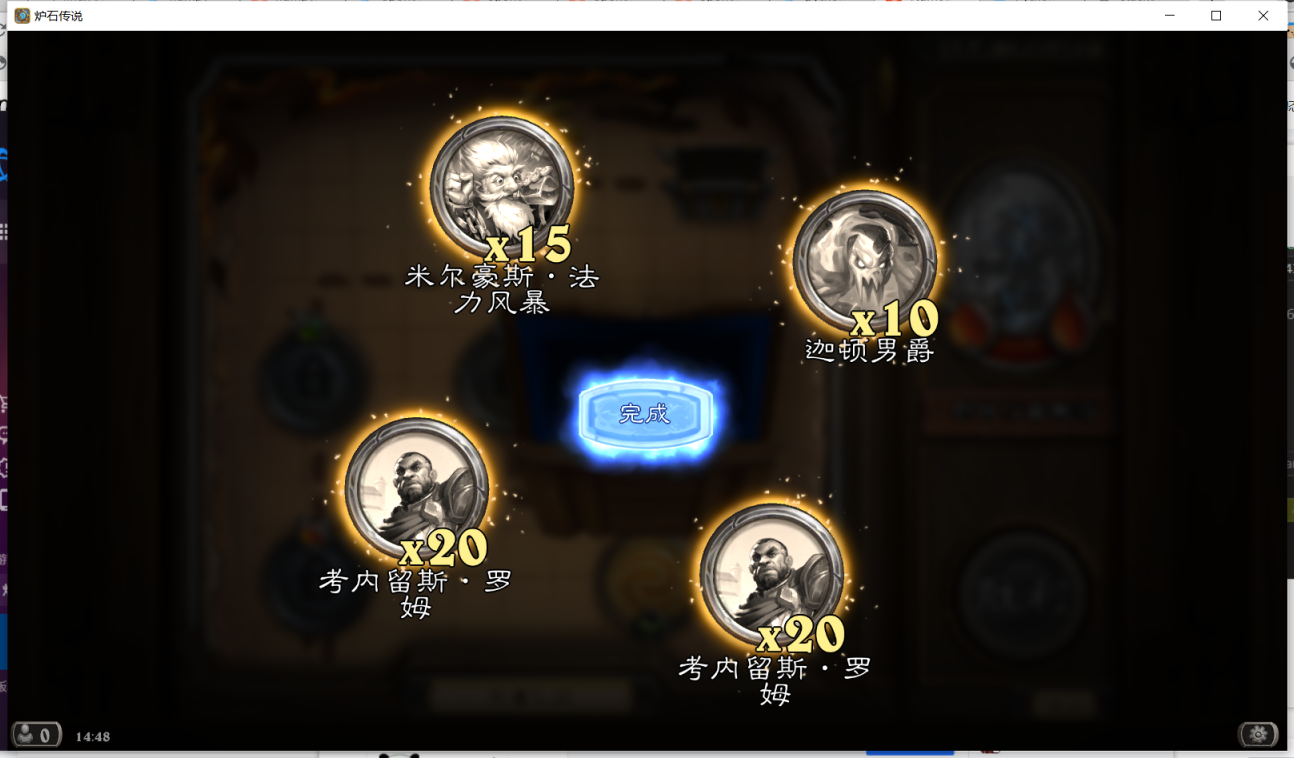 炉石传说
x15
米尔豪斯·法
力风暴
x10
迦顿男爵
完成
x20
考内留斯·罗
姆
x20
考内留斯·罗
姆
0
14:48